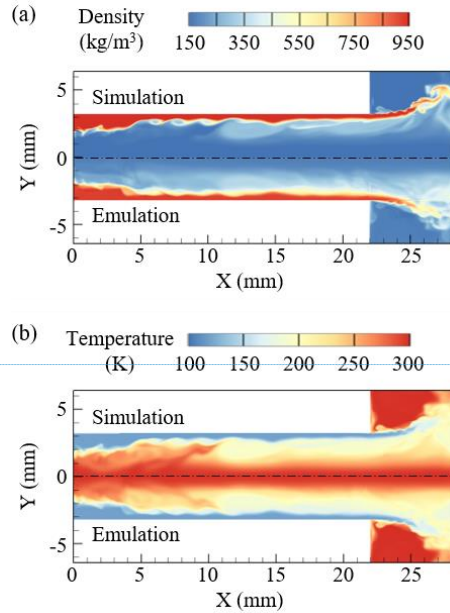 (a) Density
(kg/m³)
150 350 550 750 950
Simulation
Emulation
Y (mm)
5
0
-5
0 5 10 15 20 25
X (mm)
(b) Temperature
(K)
100 150 200 250 300
Simulation
Emulation
Y (mm)
5
0
-5
0 5 10 15 20 25
X (mm)